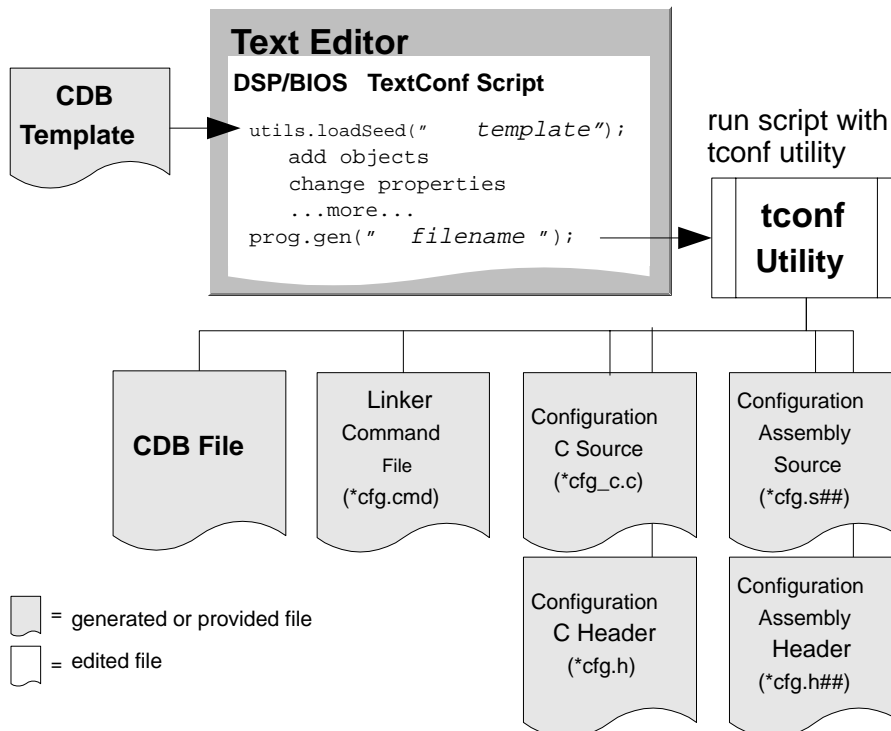 Text Editor
DSP/BIOS TextConf Script
CDB
Template
utils.loadSeed(" template");
add objects
change properties
...more...
prog.gen(" filename ");
run script with
tconf utility
tconf
Utility
CDB File
Linker
Command
File
(*cfg.cmd)
Configuration
C Source
(*cfg_c.c)
Configuration
Assembly
Source
(*cfg.s##)
Configuration
C Header
(*cfg.h)
Configuration
Assembly
Header
(*cfg.h##)
= generated or provided file
= edited file